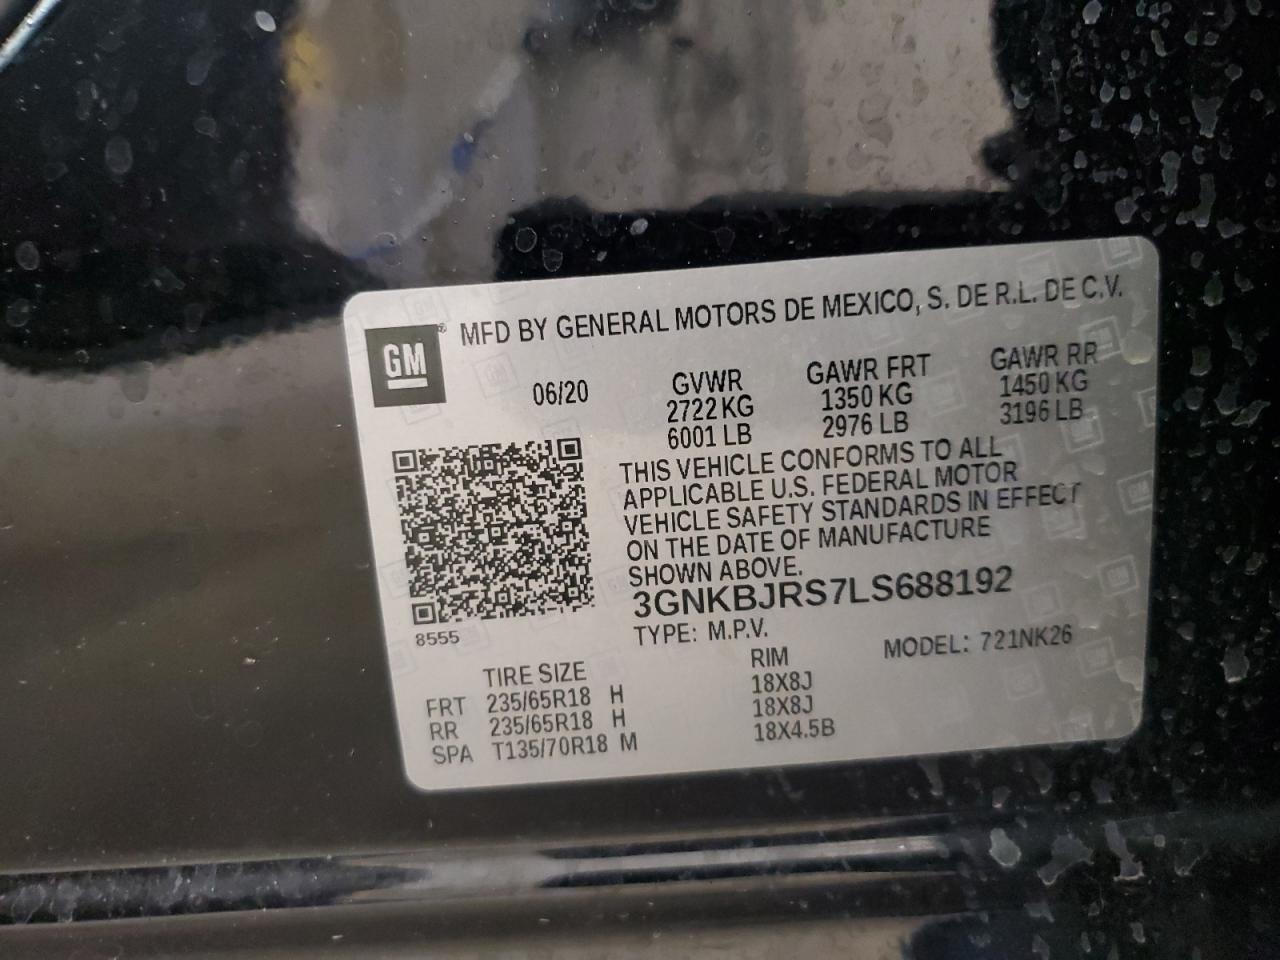 GM
MFD BY GENERAL MOTORS DE MEXICO, S. DE R.L. DE C.V.
06/20
GVWR
2722 KG
6001 LB
GAWR FRT
1350 KG
2976 LB
GAWR RR
1450 KG
3196 LB
THIS VEHICLE CONFORMS TO ALL
APPLICABLE U.S. FEDERAL MOTOR
VEHICLE SAFETY STANDARDS IN EFFECT
ON THE DATE OF MANUFACTURE
SHOWN ABOVE.
3GNKBJRS7LS688192
8555
TYPE: M.P.V.
MODEL: 721NK26
TIRE SIZE RIM
FRT 235/65R18 H 18X8J
RR 235/65R18 H 18X8J
SPA T135/70R18 M 18X4.5B